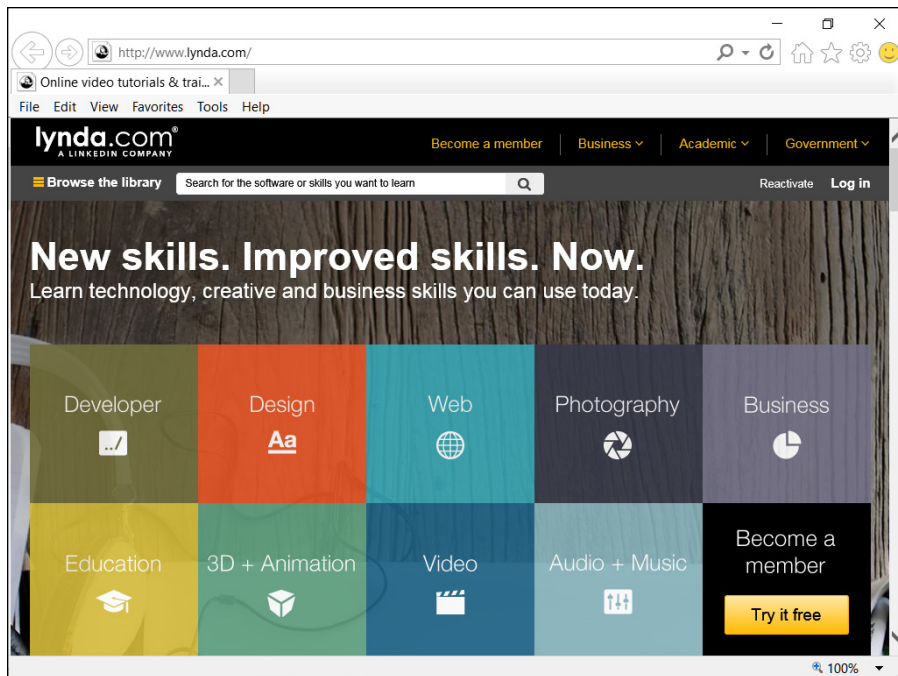 http://www.lynda.com/
Online video tutorials & trai...
File Edit View Favorites Tools Help
lynda.com®
A LINKEDIN COMPANY
Become a member Business Academic Government
Browse the library Search for the software or skills you want to learn Reactivate Log in
New skills. Improved skills. Now.
Learn technology, creative and business skills you can use today.
Developer Design Web Photography Business
../ Aa
Education 3D + Animation Video Audio + Music Become a
member
Try it free
100%